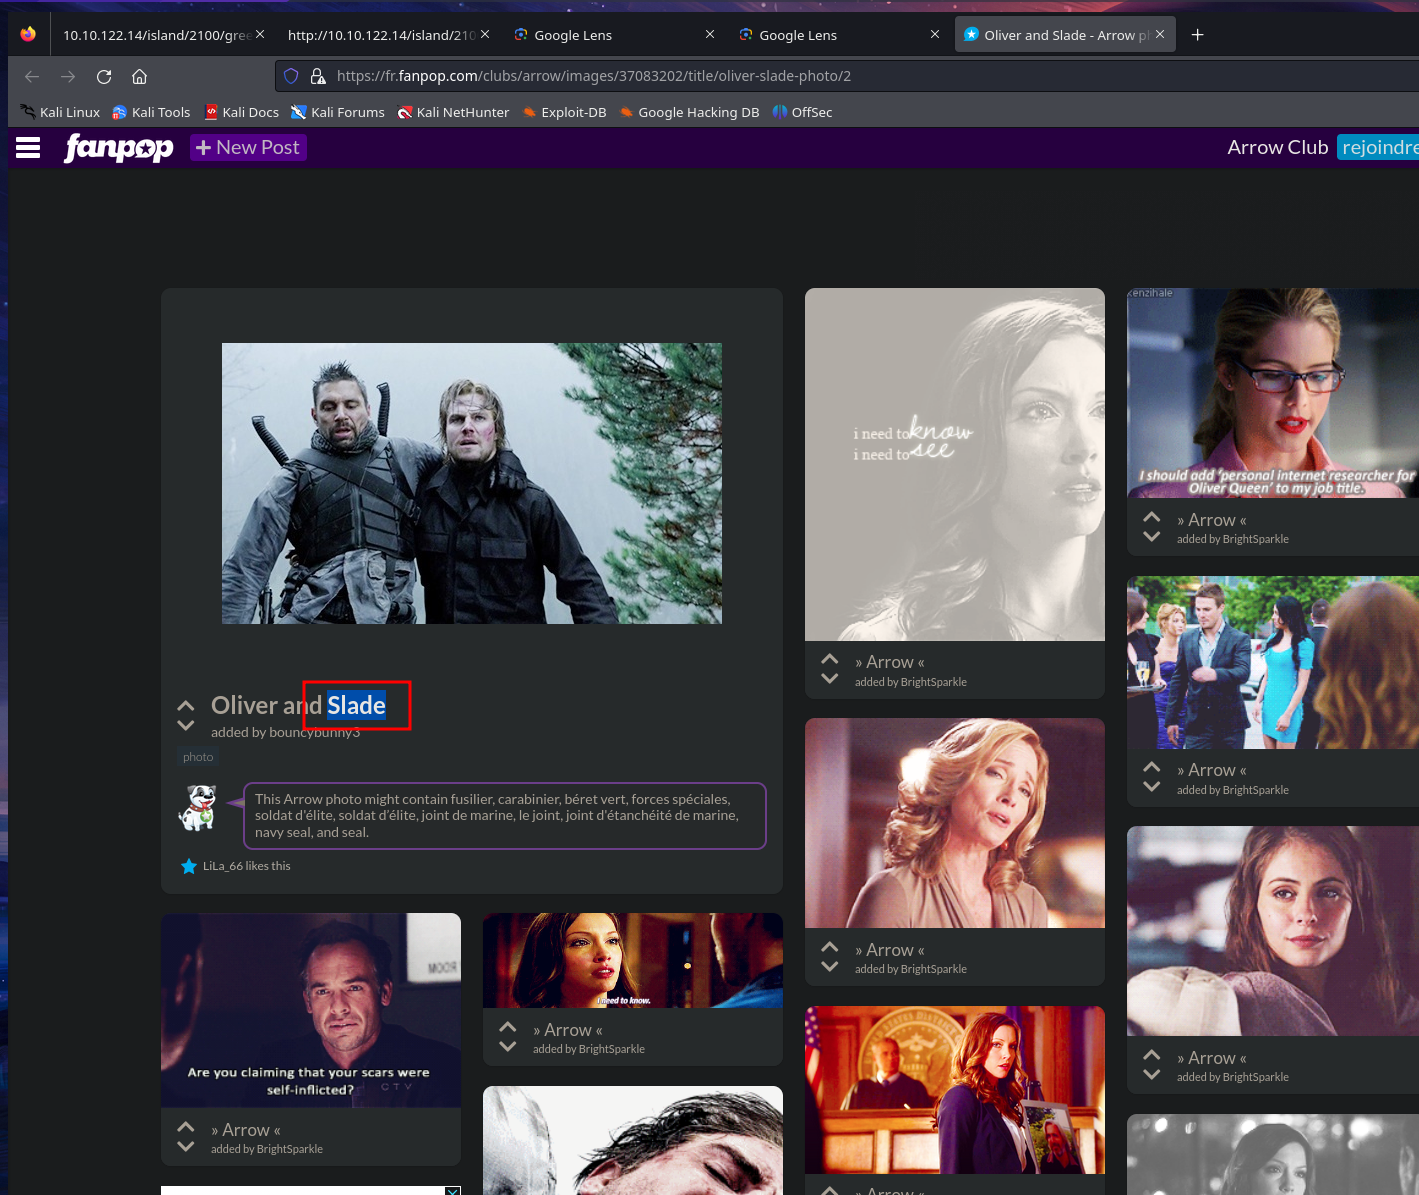 10.10.122.14/island/2100/gree
http://10.10.122.14/island/210
Google Lens
Google Lens
Oliver and Slade - Arrow ph
https://fr.fanpop.com/clubs/arrow/images/37083202/title/oliver-slade-photo/2
Kali Linux
Kali Tools
Kali Docs
Kali Forums
Kali NetHunter
Exploit-DB
Google Hacking DB
OffSec
fanpop
+ New Post
Arrow Club
rejoindre
Oliver and Slade
added by bouncybunny3
photo
This Arrow photo might contain fusilier, carabinier, béret vert, forces spéciales,
soldat d'élite, soldat d’élite, joint de marine, le joint, joint d'étanchéité de marine,
navy seal, and seal.
LiLa_66 likes this
ROOM
Are you claiming that your scars were
self-inflicted?
CTV
» Arrow «
added by BrightSparkle
I need to know.
» Arrow «
added by BrightSparkle
i need to know
i need to see
» Arrow «
added by BrightSparkle
» Arrow «
added by BrightSparkle
» Arrow «
kenzihale
I should add 'personal internet researcher for
Oliver Queen' to my job title.
» Arrow «
added by BrightSparkle
» Arrow «
added by BrightSparkle
» Arrow «
added by BrightSparkle